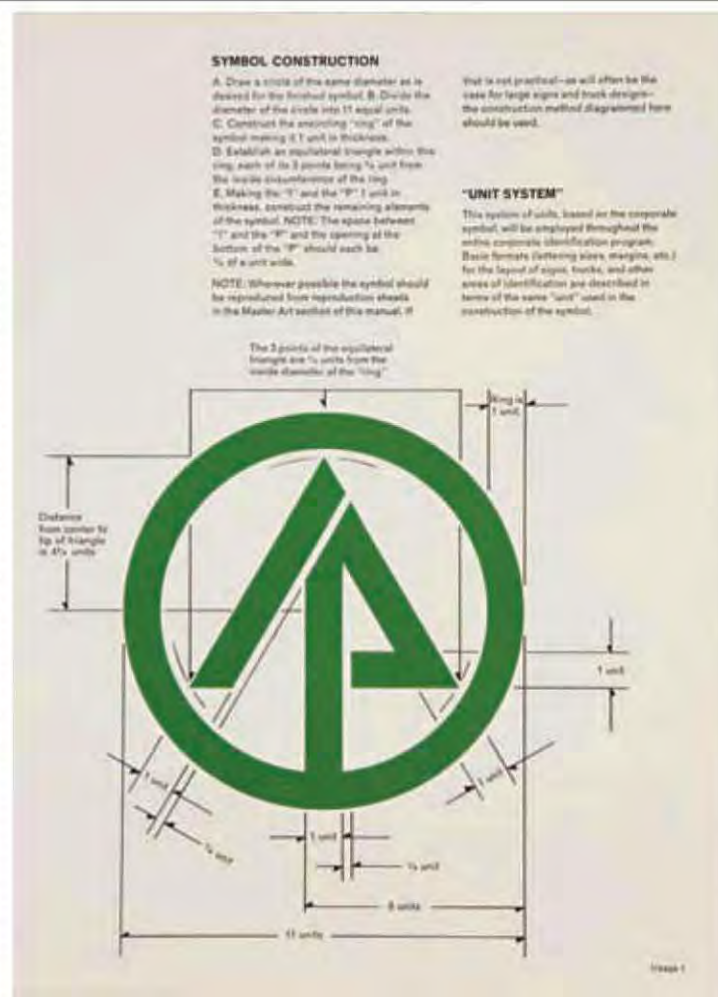 SYMBOL CONSTRUCTION
A. Draw a circle of the same diameter as is
desired for the finished symbol. B. Divide the
diameter of the circle into 11 equal units.
C. Construct the encircling "ring" of the
symbol making it 1 unit in thickness.
D. Establish an equilateral triangle within this
ring, each of its 3 points being ¼ unit from
the inside circumference of the ring.
E. Making the "I" and the "P" 1 unit in
thickness, construct the remaining elements
of the symbol. NOTE: The space between
"I" and the "P" and the opening at the
bottom of the "P" should each be
¼ of a unit wide.
NOTE: Wherever possible the symbol should
be reproduced from reproduction sheets
in the Master Art section of this manual. If
that is not practical—as will often be the
case for large signs and truck designs—
the construction method diagrammed here
should be used.
"UNIT SYSTEM"
This system of units, based on the corporate
symbol, will be employed throughout the
entire corporate identification program.
Basic formats (lettering sizes, margins, etc.)
for the layout of signs, trucks, and other
areas of identification are described in
terms of the same "unit" used in the
construction of the symbol.
The 3 points of the equilateral
triangle are ¼ units from the
inside diameter of the "ring"
Ring is
1 unit
Distance
from center to
tip of triangle
is 4¼ units
1 unit
1 unit
¼ unit
1 unit
1 unit
¼ unit
6 units
11 units